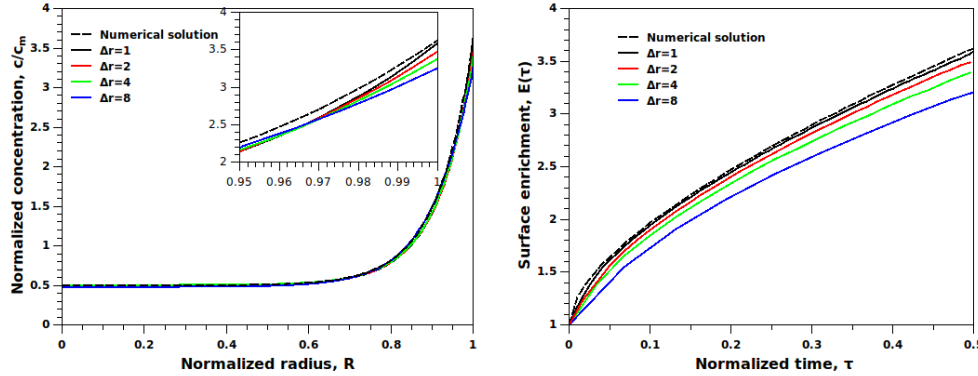 Normalized concentration, c/cm
4
3.5
3
2.5
2
1.5
1
0.5
0
Numerical solution
Δr=1
Δr=2
Δr=4
Δr=8
4
3.5
3
2.5
2
0.95 0.96 0.97 0.98 0.99 1
0 0.2 0.4 0.6 0.8 1
Normalized radius, R
Surface enrichment, E(τ)
4
3.5
3
2.5
2
1.5
1
Numerical solution
Δr=1
Δr=2
Δr=4
Δr=8
0 0.1 0.2 0.3 0.4 0.5
Normalized time, τ